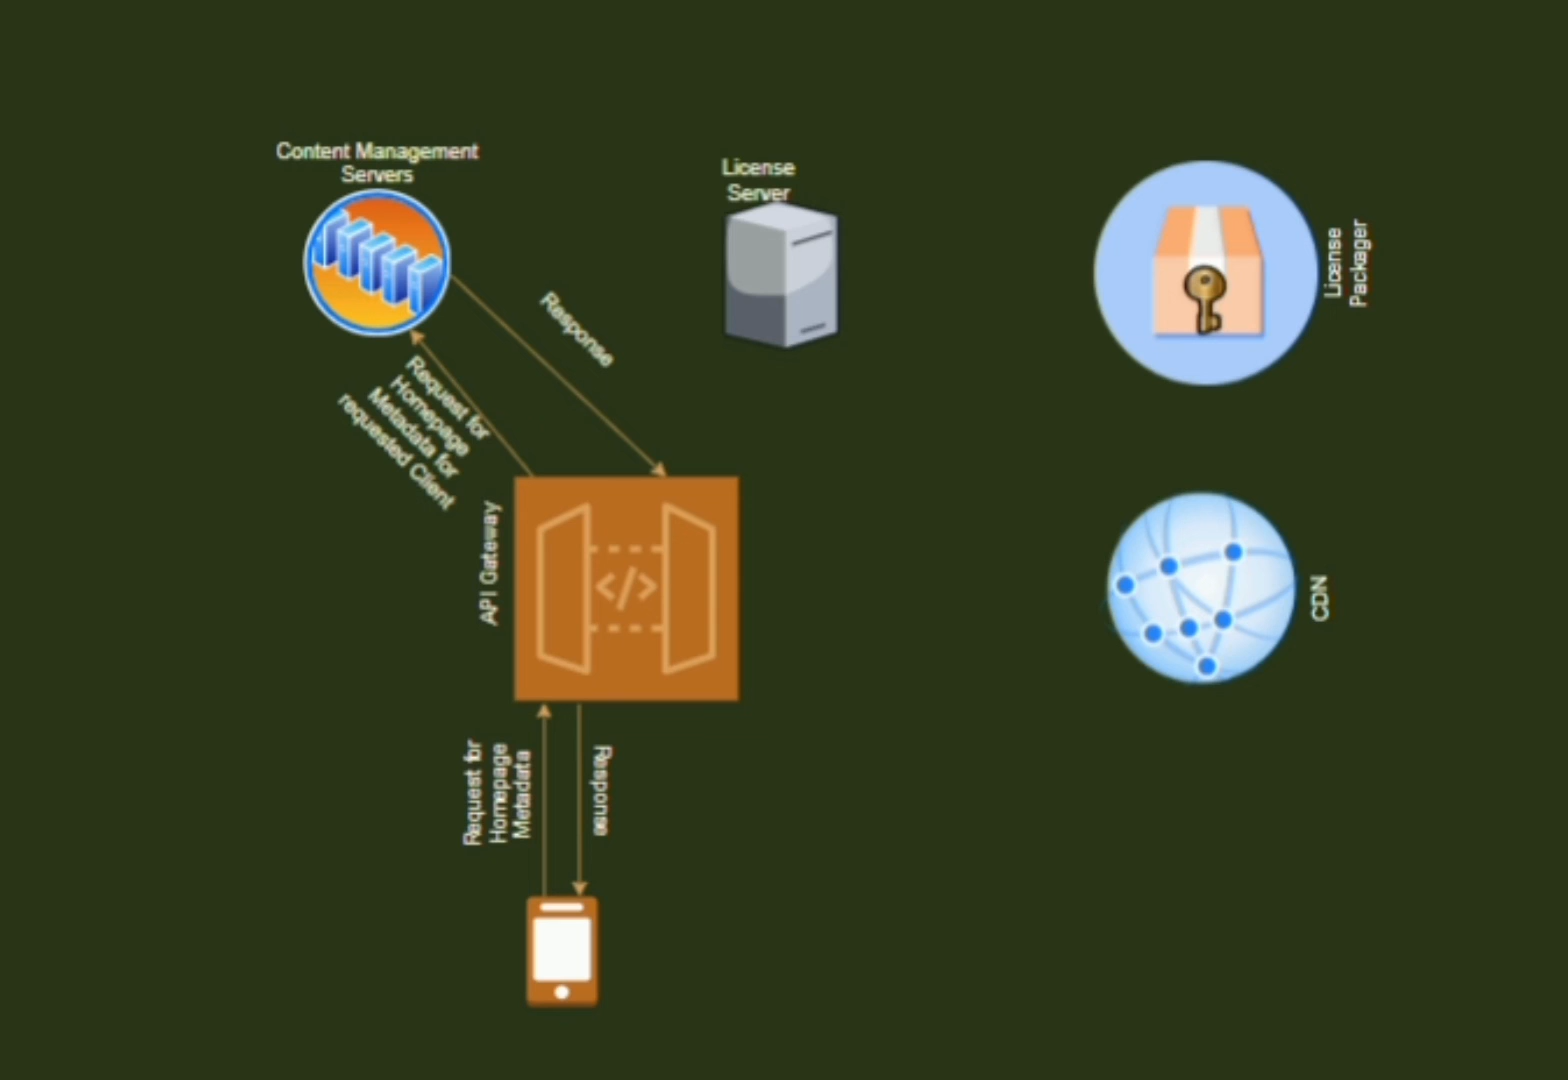 Content Management
Servers
License
Server
License
Packager
Response
Request for
Homepage
Metadata for
requested Client
API Gateway
</>
CDN
Request for
Homepage
Metadata
Response